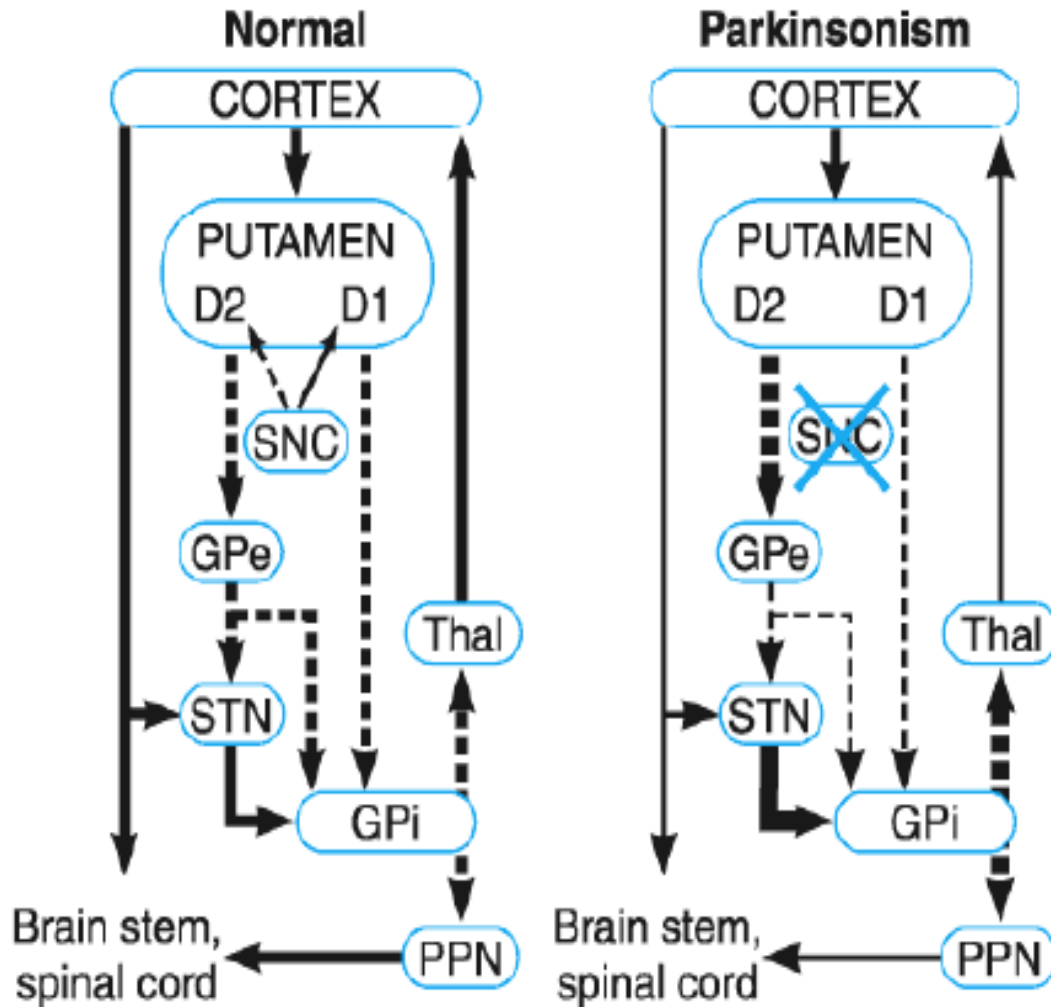 Normal
CORTEX
PUTAMEN
D2 D1
SNC
GPe
Thal
STN
GPi
Brain stem,
spinal cord
PPN
Parkinsonism
CORTEX
PUTAMEN
D2 D1
SNC
GPe
Thal
STN
GPi
Brain stem,
spinal cord
PPN